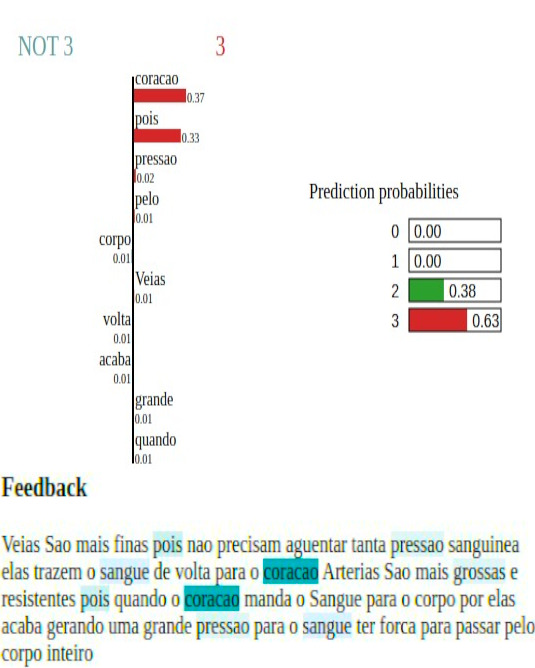 NOT 3
3
coracao
0.37
pois
0.33
pressao
0.02
pelo
0.01
corpo
0.01
Veias
0.01
volta
0.01
acaba
0.01
grande
0.01
quando
0.01
Prediction probabilities
0 0.00
1 0.00
2 0.38
3 0.63
Feedback
Veias Sao mais finas pois nao precisam aguentar tanta pressao sanguinea
elas trazem o sangue de volta para o coracao Arterias Sao mais grossas e
resistentes pois quando o coracao manda o Sangue para o corpo por elas
acaba gerando uma grande pressao para o sangue ter forca para passar pelo
corpo inteiro